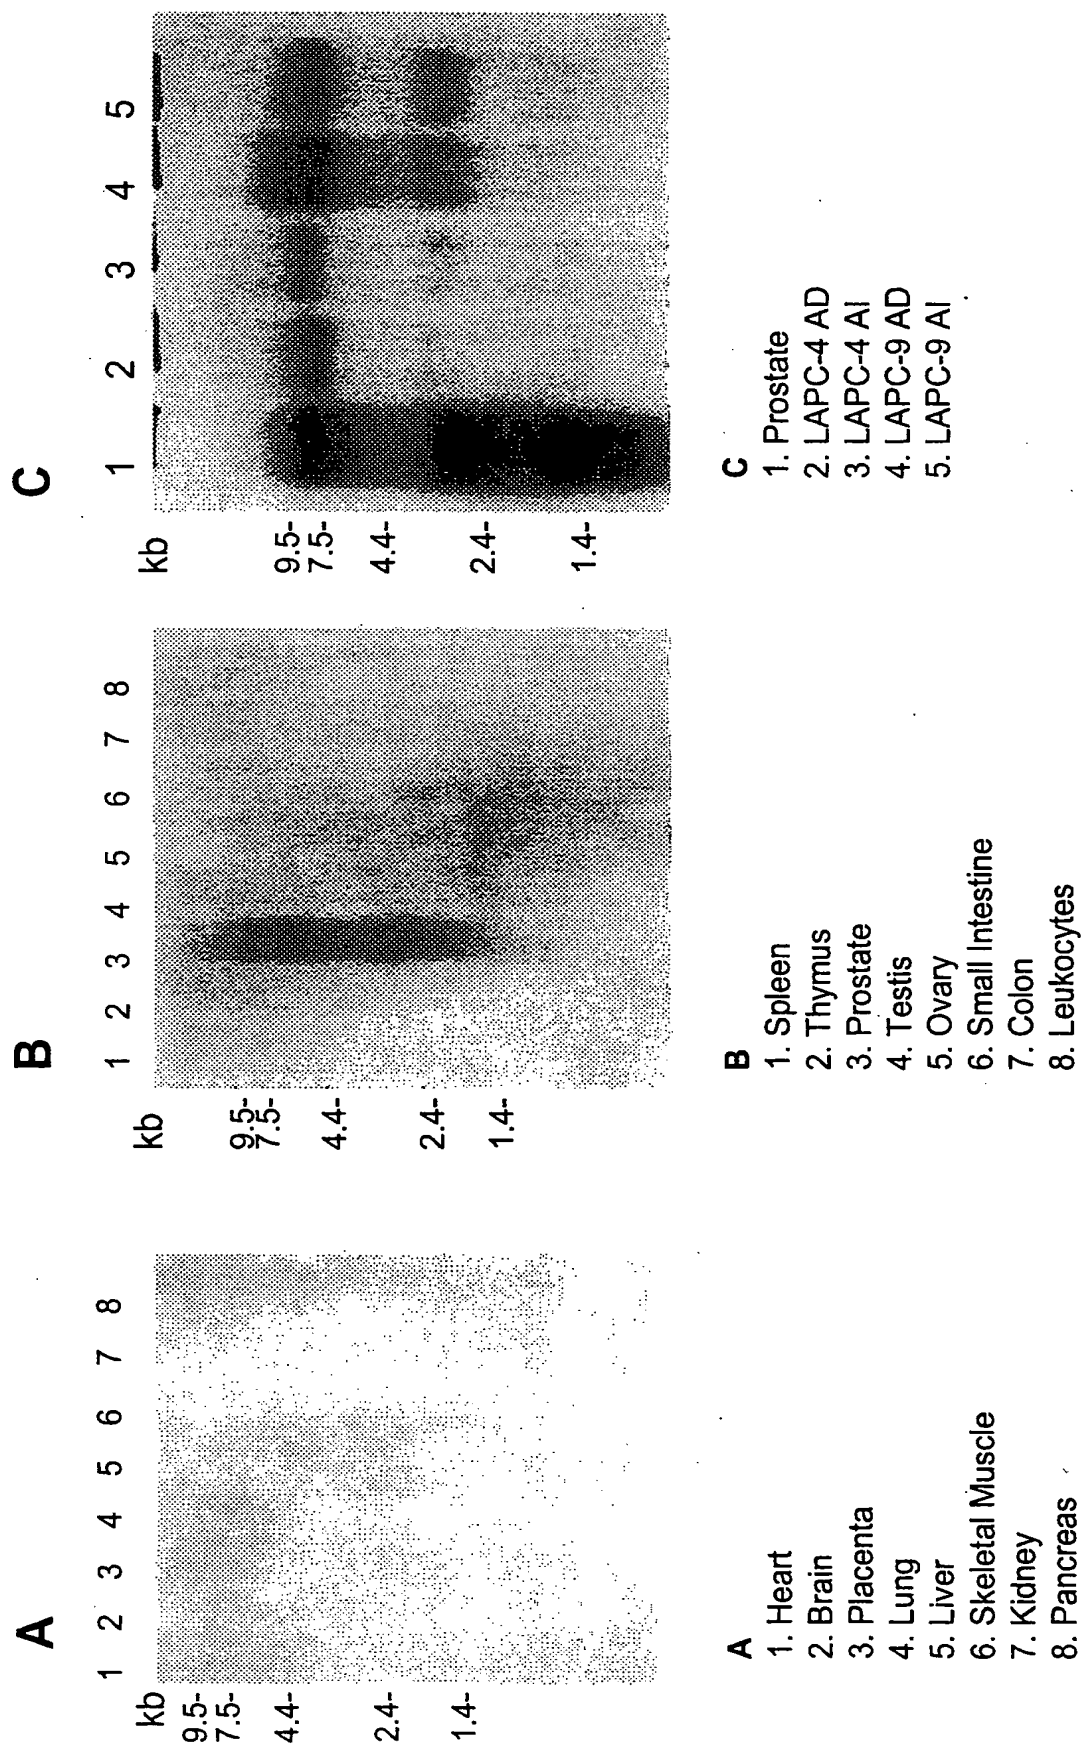 A
1 2 3 4 5 6 7 8
kb
9.5-
7.5-
4.4-
2.4-
1.4-
A
1. Heart
2. Brain
3. Placenta
4. Lung
5. Liver
6. Skeletal Muscle
7. Kidney
8. Pancreas
B
1 2 3 4 5 6 7 8
kb
9.5-
7.5-
4.4-
2.4-
1.4-
B
1. Spleen
2. Thymus
3. Prostate
4. Testis
5. Ovary
6. Small Intestine
7. Colon
8. Leukocytes
C
1 2 3 4 5
kb
9.5-
7.5-
4.4-
2.4-
1.4-
C
1. Prostate
2. LAPC-4 AD
3. LAPC-4 AI
4. LAPC-9 AD
5. LAPC-9 AI